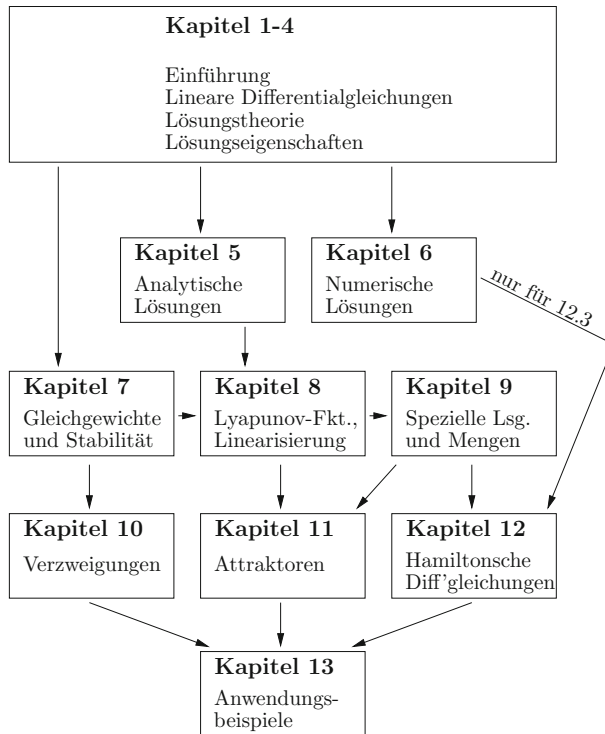 Kapitel 1-4
Einführung
Lineare Differentialgleichungen
Lösungstheorie
Lösungseigenschaften
Kapitel 5
Analytische
Lösungen
Kapitel 6
Numerische
Lösungen
nur für 12.3
Kapitel 7
Gleichgewichte
und Stabilität
Kapitel 8
Lyapunov-Fkt.,
Linearisierung
Kapitel 9
Spezielle Lsg.
und Mengen
Kapitel 10
Verzweigungen
Kapitel 11
Attraktoren
Kapitel 12
Hamiltonsche
Diff'gleichungen
Kapitel 13
Anwendungs-
beispiele